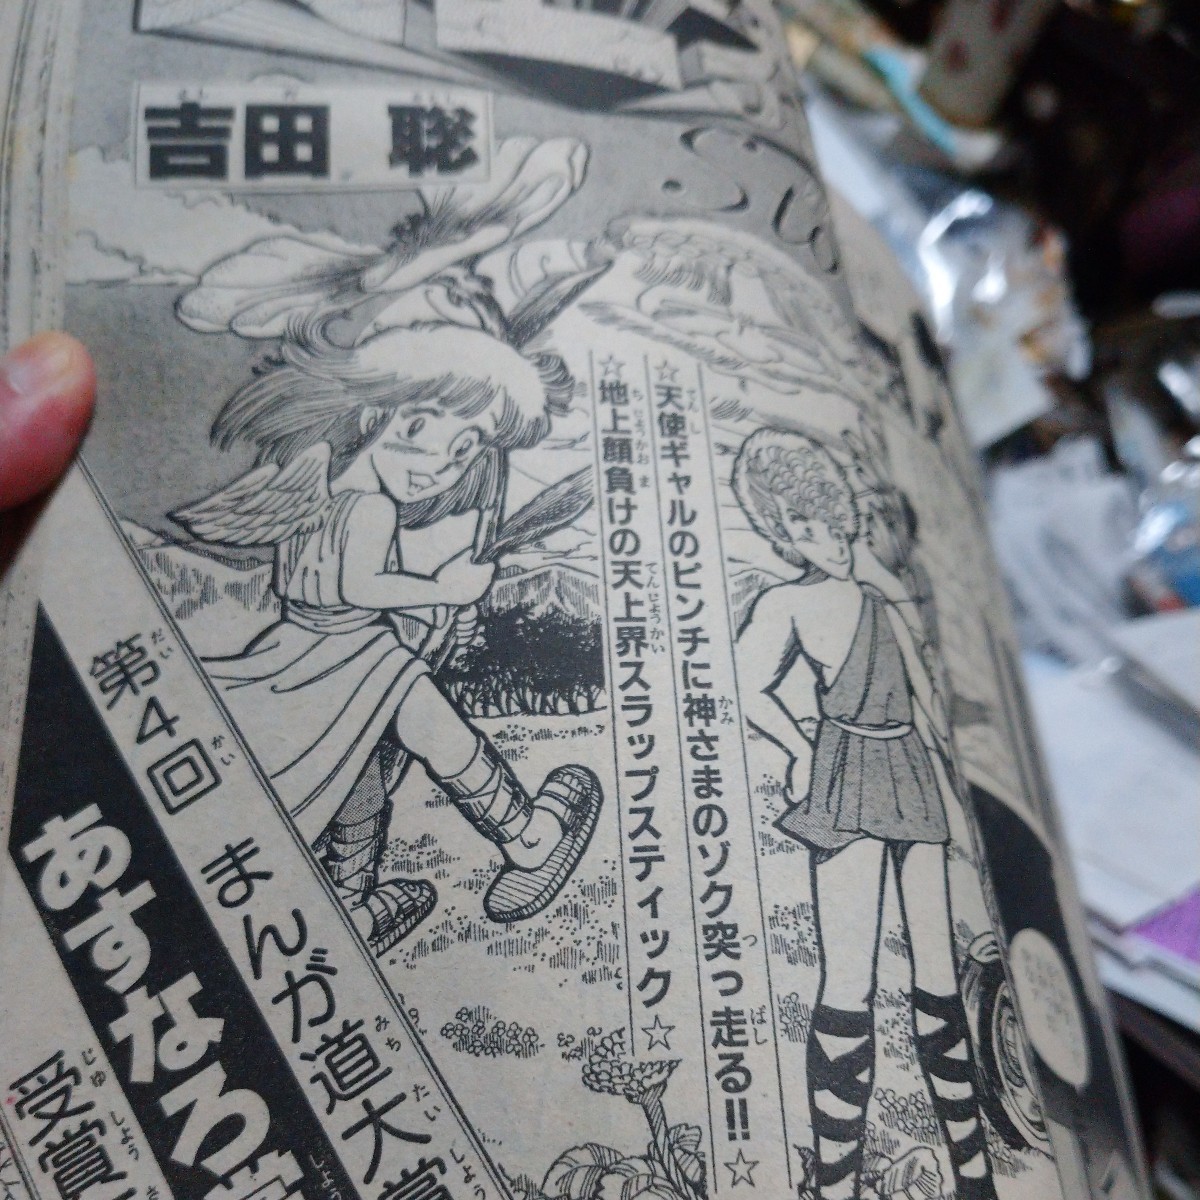 吉田 聡
☆天使ギャルのピンチに神さまのゾク突っ走る!!☆
☆地上顔負けの天上界スラップスティック☆
第4回 まんが道大賞
あすなろ
受賞